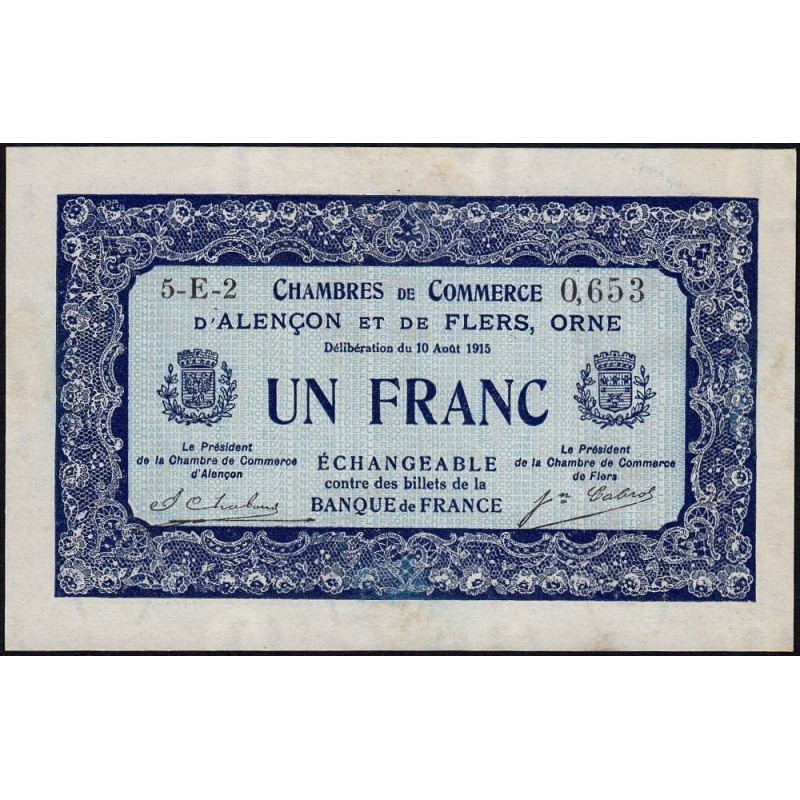 5-E-2 CHAMBRES DE COMMERCE 0,653
D'ALENÇON ET DE FLERS, ORNE
Délibération du 10 Août 1915
UN FRANC
Le Président
de la Chambre de Commerce
d'Alençon
ÉCHANGEABLE
contre des billets de la
BANQUE de FRANCE
Le Président
de la Chambre de Commerce
de Flers